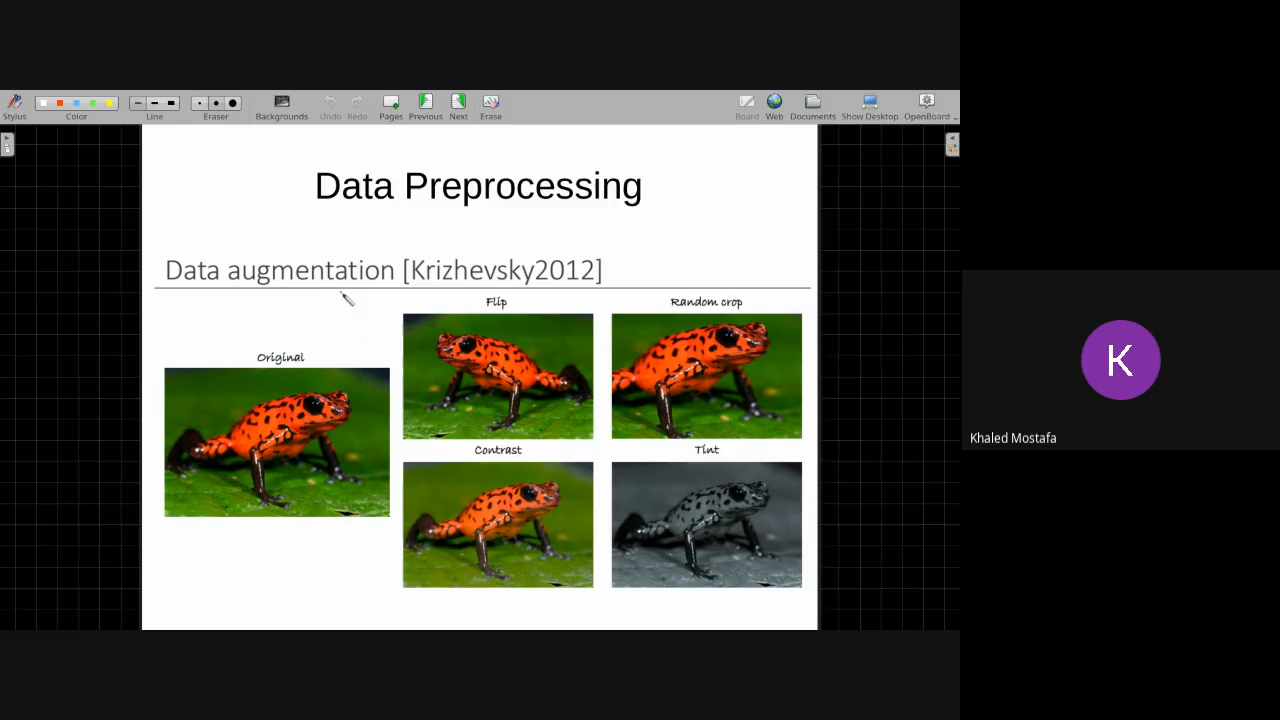 Stylus Color Line Eraser Backgrounds Undo Redo Pages Previous Next Erase Board Web Documents Show Desktop OpenBoard
Data Preprocessing
Data augmentation [Krizhevsky2012]
Flip
Random crop
Original
Contrast
Tint
K
Khaled Mostafa